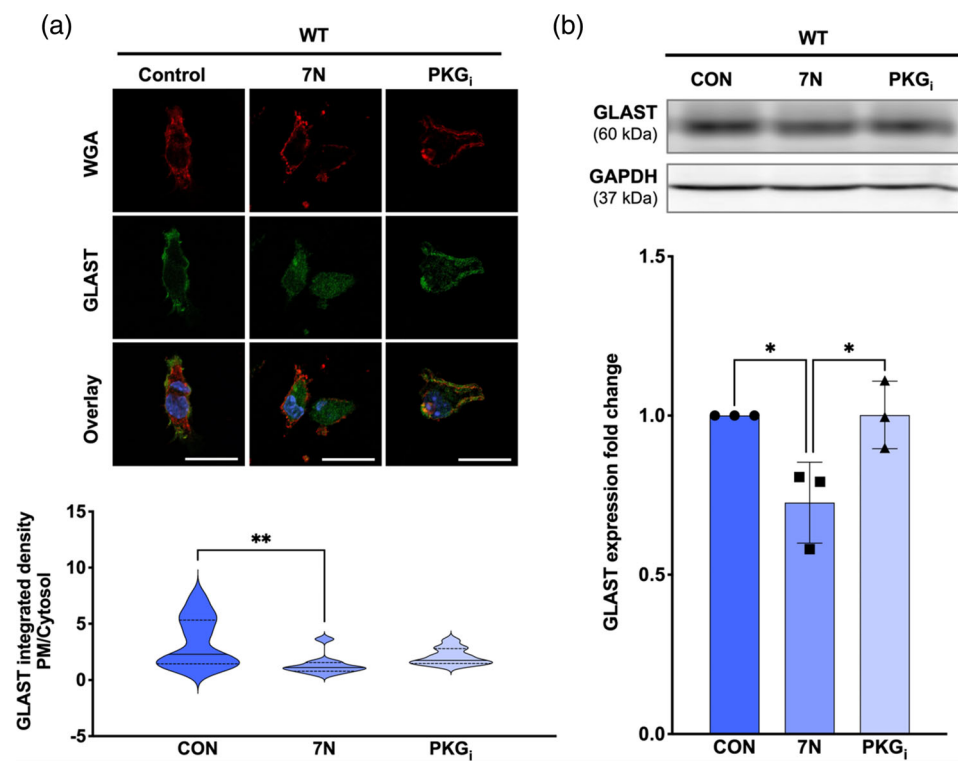 (a)
WT
Control 7N PKGi
WGA
GLAST
Overlay
GLAST integrated density
PM/Cytosol
15
10
5
0
-5
**
CON 7N PKGi
(b)
WT
CON 7N PKGi
GLAST
(60 kDa)
GAPDH
(37 kDa)
GLAST expression fold change
1.5
1.0
0.5
0.0
* *
CON 7N PKGi